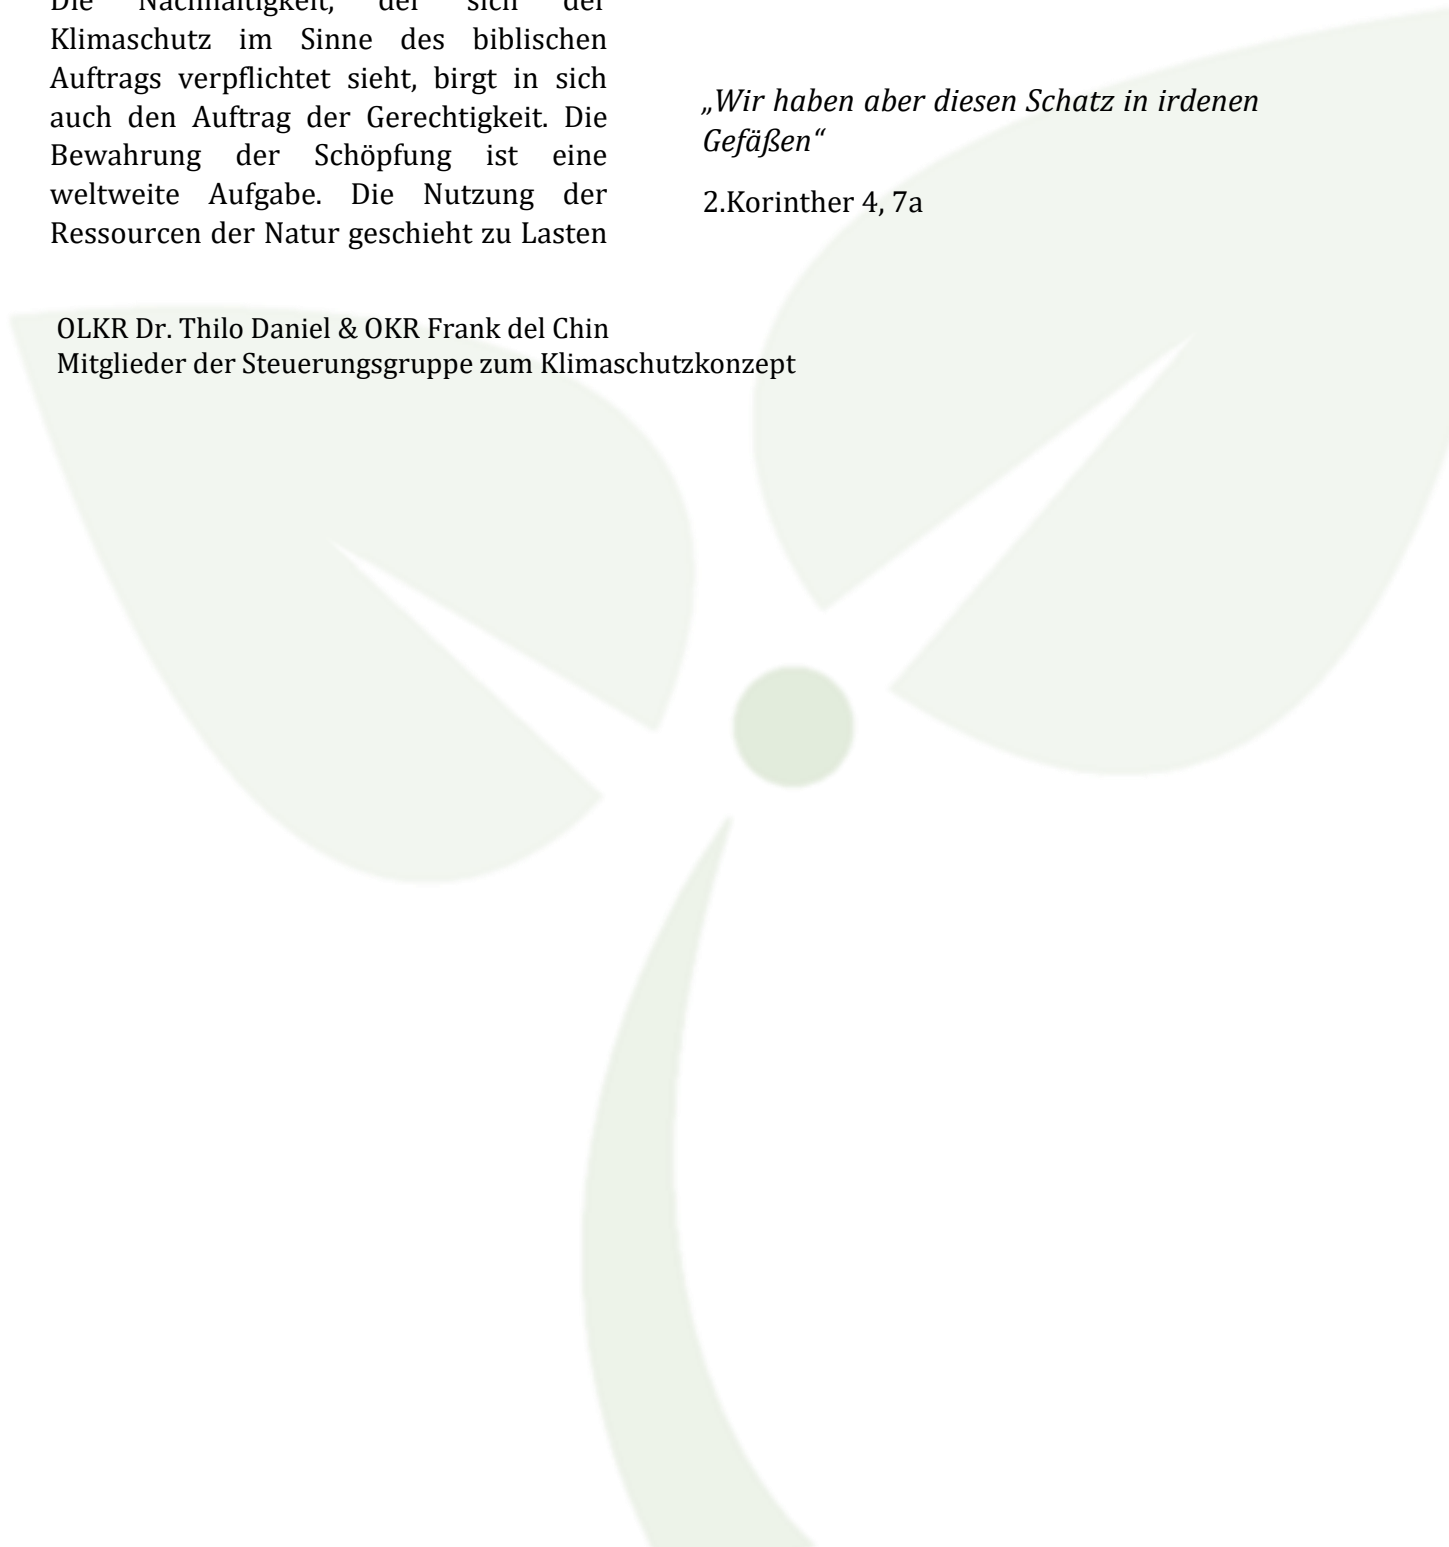 Die Nachhaltigkeit, der sich der
Klimaschutz im Sinne des biblischen
Auftrags verpflichtet sieht, birgt in sich
auch den Auftrag der Gerechtigkeit. Die
Bewahrung der Schöpfung ist eine
weltweite Aufgabe. Die Nutzung der
Ressourcen der Natur geschieht zu Lasten
„Wir haben aber diesen Schatz in irdenen
Gefäßen“
2.Korinther 4, 7a
OLKR Dr. Thilo Daniel & OKR Frank del Chin
Mitglieder der Steuerungsgruppe zum Klimaschutzkonzept